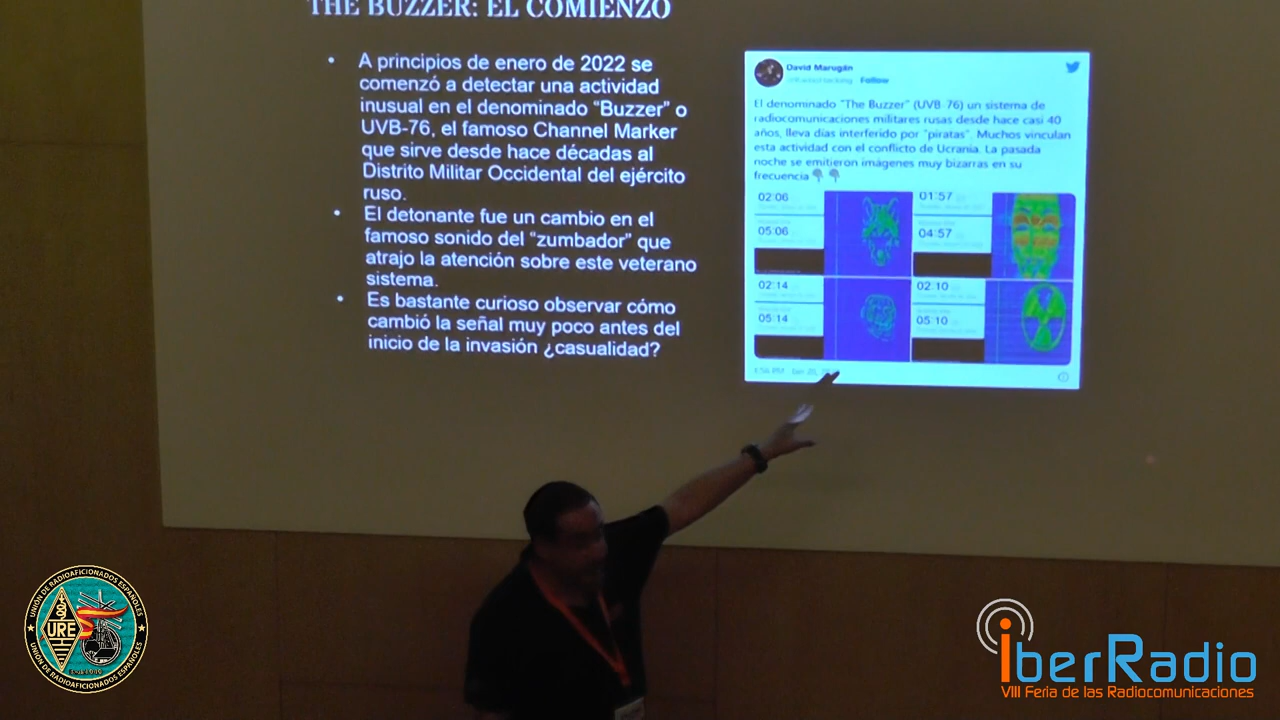 THE BUZZER: EL COMIENZO
• A principios de enero de 2022 se
comenzó a detectar una actividad
inusual en el denominado “Buzzer” o
UVB-76, el famoso Channel Marker
que sirve desde hace décadas al
Distrito Militar Occidental del ejército
ruso.
• El detonante fue un cambio en el
famoso sonido del “zumbador” que
atrajo la atención sobre este veterano
sistema.
• Es bastante curioso observar cómo
cambió la señal muy poco antes del
inicio de la invasión ¿casualidad?
David Marugán
Follow
El denominado "The Buzzer" (UVB 76) un sistema de
radiocomunicaciones militares rusas desde hace casi 40
años, lleva días interferido por "piratas". Muchos vinculan
esta actividad con el conflicto de Ucrania. La pasada
noche se emitieron imágenes muy bizarras en su
frecuencia
02:06
05:06
01:57
04:57
02:14
05:14
02:10
05:10
UNIÓN DE RADIOAFICIONADOS ESPAÑOLES
URE
UNIÓN DE RADIOAFICIONADOS ESPAÑOLES
IberRadio
VIII Feria de las Radiocomunicaciones